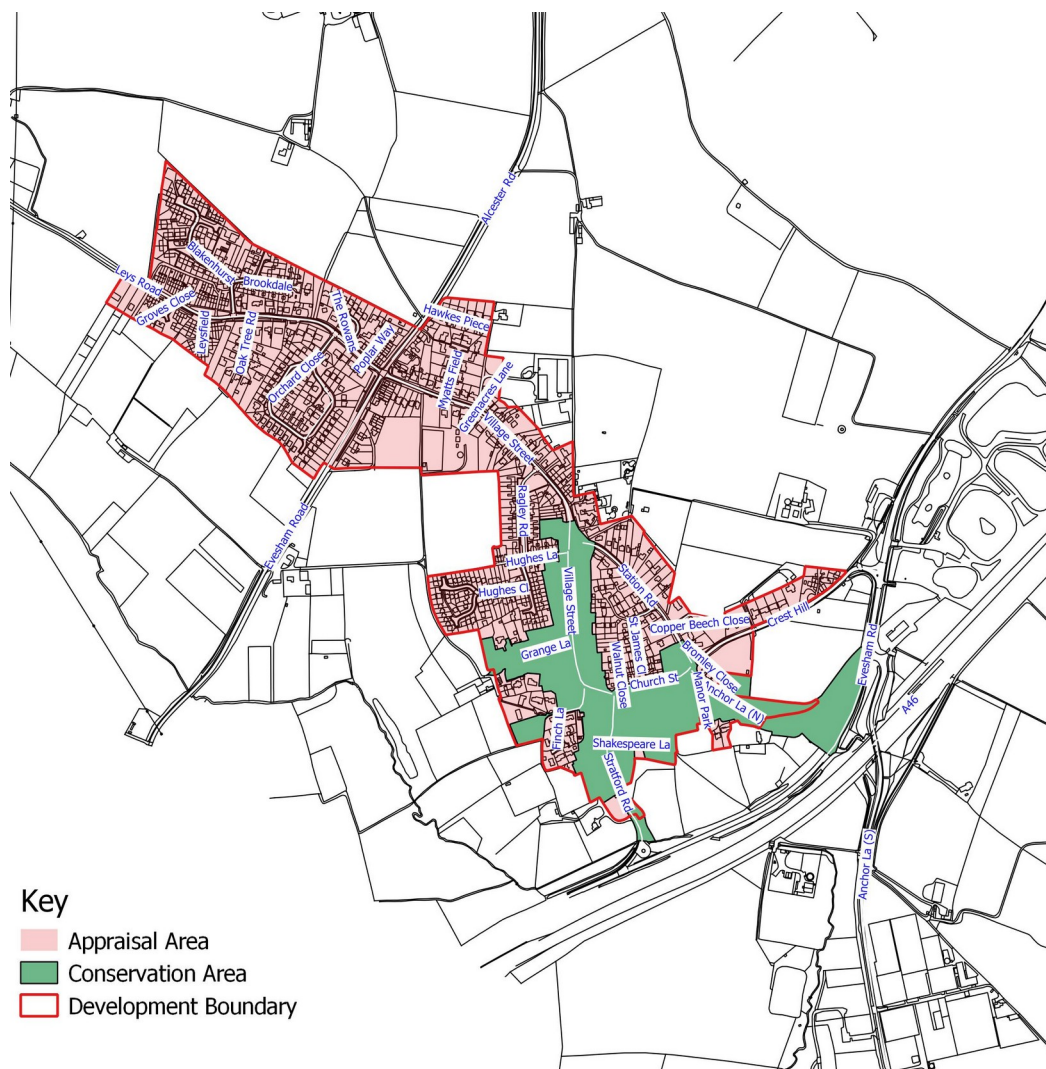 Alcester Rd
Blakenhurst
Leys Road
Brookdale
Groves Close
The Rowans
Hawkes Piece
Leysfield
Oak Tree Rd
Poplar Way
Orchard Close
Myatts Field
Greenacres Lane
Village Street
Evesham Road
Ragley Rd
Hughes La
Village Street
Station Rd
Hughes Cl
Copper Beech Close
Crest Hill
St James Cl
Grange La
Walnut Close
Bromley Close
Evesham Rd
Church St
Anchor La (N)
Manor Park
A46
Finch La
Shakespeare La
Stratford Rd
Anchor La (S)
Key
Appraisal Area
Conservation Area
Development Boundary